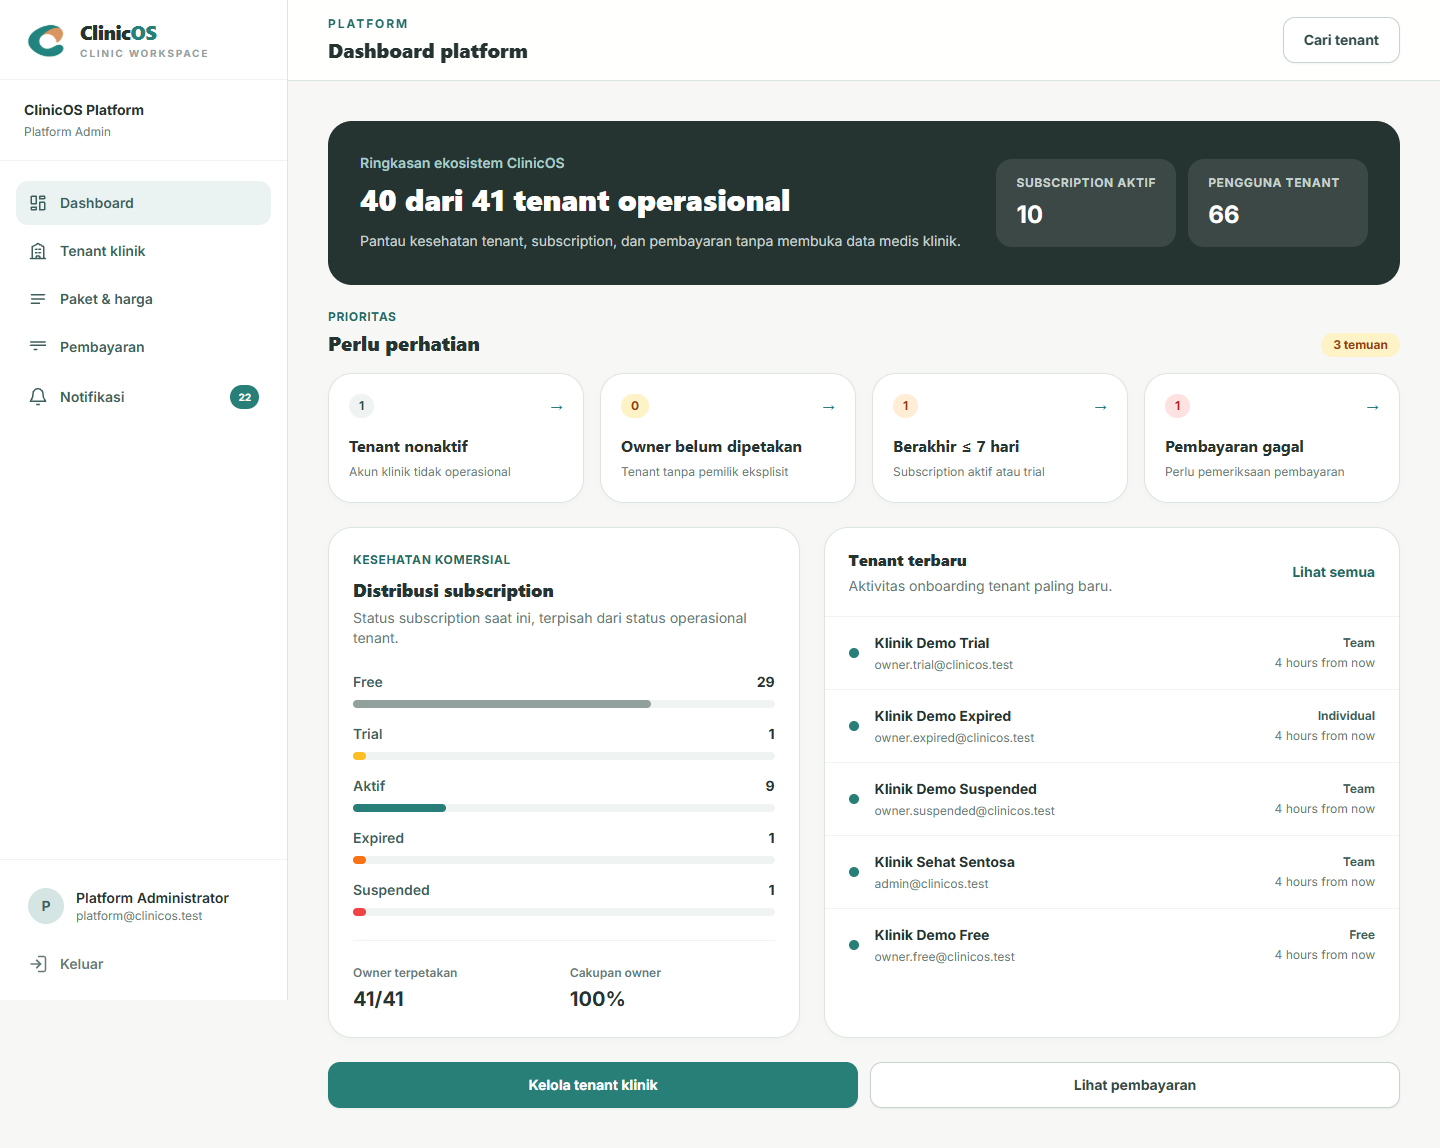 ClinicOS
CLINIC WORKSPACE
ClinicOS Platform
Platform Admin
Dashboard
Tenant klinik
Paket & harga
Pembayaran
Notifikasi
22
P
Platform Administrator
platform@clinicos.test
Keluar
PLATFORM
Dashboard platform
Cari tenant
Ringkasan ekosistem ClinicOS
40 dari 41 tenant operasional
Pantau kesehatan tenant, subscription, dan pembayaran tanpa membuka data medis klinik.
SUBSCRIPTION AKTIF
10
PENGGUNA TENANT
66
PRIORITAS
Perlu perhatian
3 temuan
1 →
Tenant nonaktif
Akun klinik tidak operasional
0 →
Owner belum dipetakan
Tenant tanpa pemilik eksplisit
1 →
Berakhir ≤ 7 hari
Subscription aktif atau trial
1 →
Pembayaran gagal
Perlu pemeriksaan pembayaran
KESEHATAN KOMERSIAL
Distribusi subscription
Status subscription saat ini, terpisah dari status operasional
tenant.
Free 29
Trial 1
Aktif 9
Expired 1
Suspended 1
Owner terpetakan
41/41
Cakupan owner
100%
Tenant terbaru
Aktivitas onboarding tenant paling baru.
Lihat semua
Klinik Demo Trial Team
owner.trial@clinicos.test 4 hours from now
Klinik Demo Expired Individual
owner.expired@clinicos.test 4 hours from now
Klinik Demo Suspended Team
owner.suspended@clinicos.test 4 hours from now
Klinik Sehat Sentosa Team
admin@clinicos.test 4 hours from now
Klinik Demo Free Free
owner.free@clinicos.test 4 hours from now
Kelola tenant klinik
Lihat pembayaran